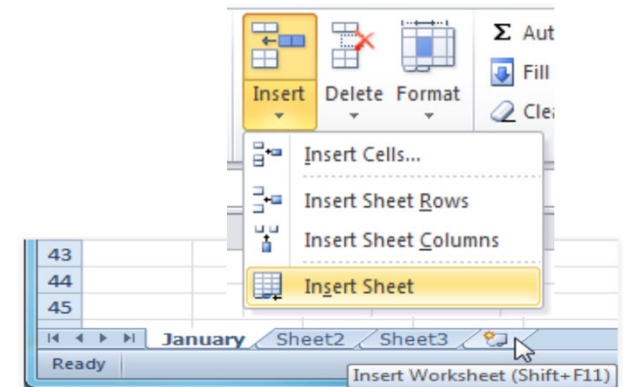 Σ Aut
Insert Delete Format Fill
Clea
Insert Cells...
Insert Sheet Rows
Insert Sheet Columns
Insert Sheet
43
44
45
January Sheet2 Sheet3
Ready
Insert Worksheet (Shift+F11)